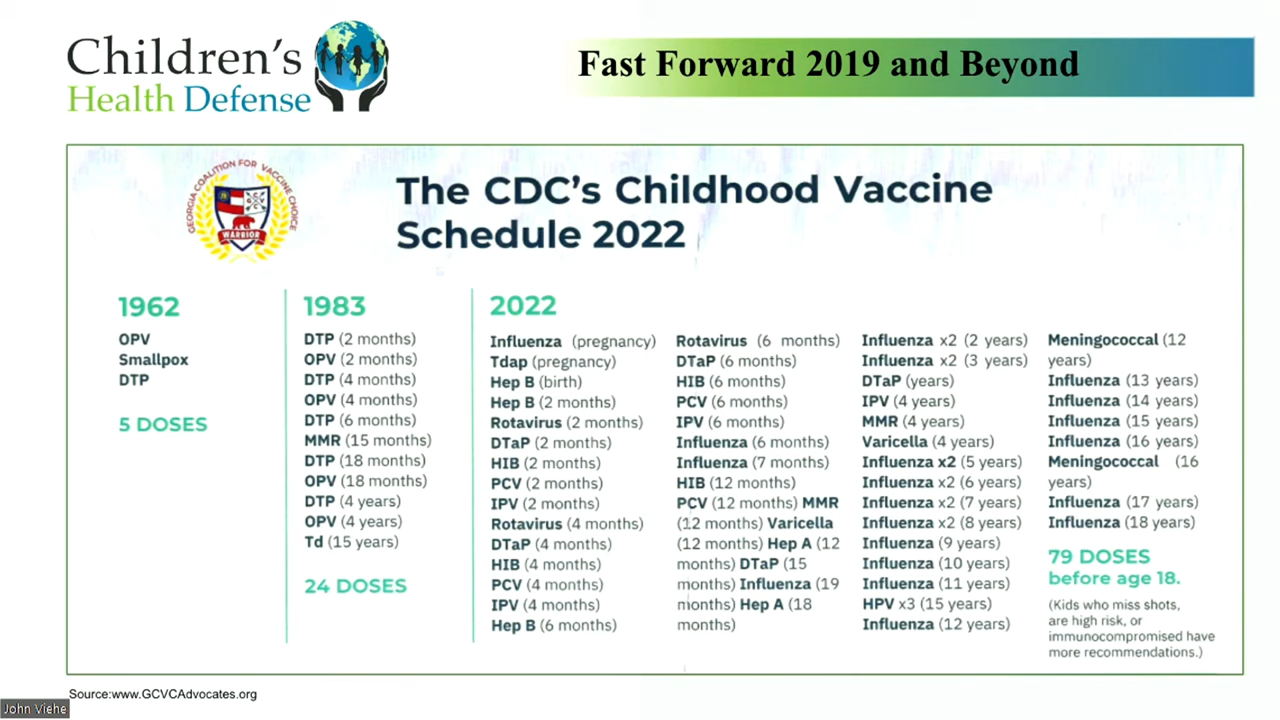 Children's
Health Defense
Fast Forward 2019 and Beyond
GEORGIA COALITION FOR VACCINE CHOICE
WARRIOR
The CDC's Childhood Vaccine
Schedule 2022
1962
OPV
Smallpox
DTP
5 DOSES
1983
DTP (2 months)
OPV (2 months)
DTP (4 months)
OPV (4 months)
DTP (6 months)
MMR (15 months)
DTP (18 months)
OPV (18 months)
DTP (4 years)
OPV (4 years)
Td (15 years)
24 DOSES
2022
Influenza (pregnancy)
Tdap (pregnancy)
Hep B (birth)
Hep B (2 months)
Rotavirus (2 months)
DTaP (2 months)
HIB (2 months)
PCV (2 months)
IPV (2 months)
Rotavirus (4 months)
DTaP (4 months)
HIB (4 months)
PCV (4 months)
IPV (4 months)
Hep B (6 months)
Rotavirus (6 months)
DTaP (6 months)
HIB (6 months)
PCV (6 months)
IPV (6 months)
Influenza (6 months)
Influenza (7 months)
HIB (12 months)
PCV (12 months) MMR
(12 months) Varicella
(12 months) Hep A (12
months) DTaP (15
months) Influenza (19
months) Hep A (18
months)
Influenza x2 (2 years)
Influenza x2 (3 years)
DTaP (years)
IPV (4 years)
MMR (4 years)
Varicella (4 years)
Influenza x2 (5 years)
Influenza x2 (6 years)
Influenza x2 (7 years)
Influenza x2 (8 years)
Influenza (9 years)
Influenza (10 years)
Influenza (11 years)
HPV x3 (15 years)
Influenza (12 years)
Meningococcal (12
years)
Influenza (13 years)
Influenza (14 years)
Influenza (15 years)
Influenza (16 years)
Meningococcal (16
years)
Influenza (17 years)
Influenza (18 years)
79 DOSES
before age 18.
(Kids who miss shots,
are high risk, or
immunocompromised have
more recommendations.)
Source:www.GCVCAdvocates.org
John Viehe